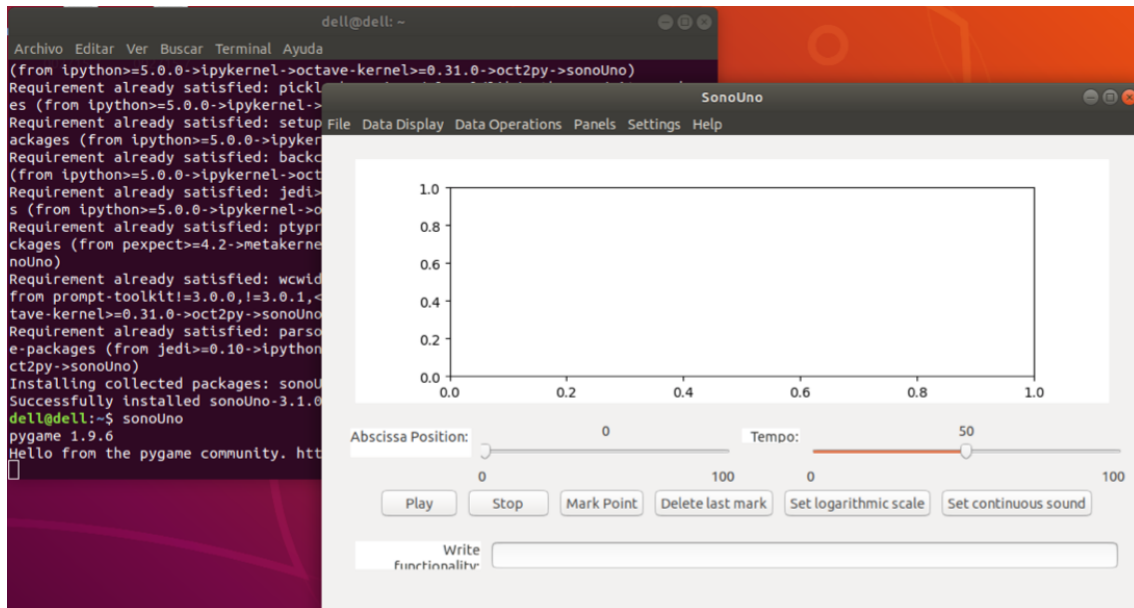 dell@dell: ~
Archivo Editar Ver Buscar Terminal Ayuda
(from ipython>=5.0.0->ipykernel->octave-kernel>=0.31.0->oct2py->sonoUno)
Requirement already satisfied: pickl
es (from ipython>=5.0.0->ipykernel->
Requirement already satisfied: setup
ackages (from ipython>=5.0.0->ipyker
Requirement already satisfied: backc
(from ipython>=5.0.0->ipykernel->oct
Requirement already satisfied: jedi>
s (from ipython>=5.0.0->ipykernel->o
Requirement already satisfied: ptypr
ckages (from pexpect>=4.2->metakerne
noUno)
Requirement already satisfied: wcwid
from prompt-toolkit!=3.0.0,!=3.0.1,<
tave-kernel>=0.31.0->oct2py->sonoUno
Requirement already satisfied: parso
e-packages (from jedi>=0.10->ipython
ct2py->sonoUno)
Installing collected packages: sonoU
Successfully installed sonoUno-3.1.0
dell@dell:~$ sonoUno
pygame 1.9.6
Hello from the pygame community. htt
SonoUno
File Data Display Data Operations Panels Settings Help
1.0
0.8
0.6
0.4
0.2
0.0
0.0 0.2 0.4 0.6 0.8 1.0
Abscissa Position: 0 Tempo: 50
0 100 0 100
Play Stop Mark Point Delete last mark Set logarithmic scale Set continuous sound
Write
functionality: